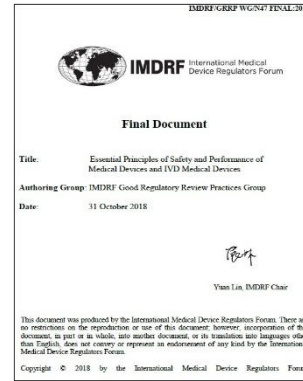 IMDRF/GRRP WG/N47 FINAL:20
IMDRF International Medical
Device Regulators Forum
Final Document
Title: Essential Principles of Safety and Performance of
Medical Devices and IVD Medical Devices
Authoring Group: IMDRF Good Regulatory Review Practices Group
Date: 31 October 2018
Yuan Lin, IMDRF Chair
This document was produced by the International Medical Device Regulators Forum. There a
no restrictions on the reproduction or use of this document; however, incorporation of th
document, in part or in whole, into another document, or its translation into languages othe
than English, does not convey or represent an endorsement of any kind by the Internation
Medical Device Regulators Forum.
Copyright © 2018 by the International Medical Device Regulators Foru